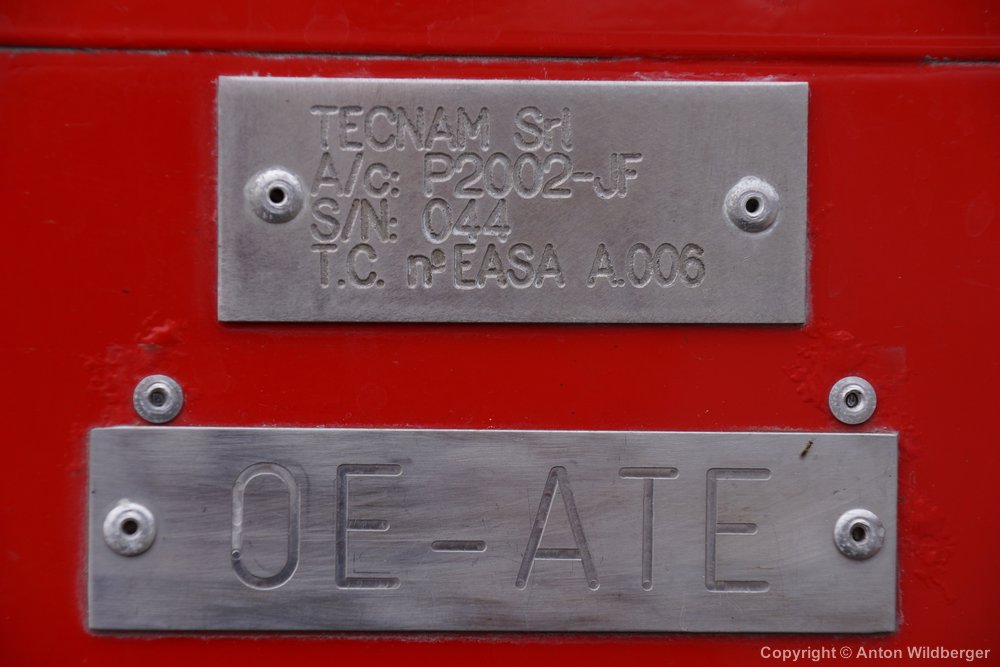 TECNAM Srl
A/c: P2002-JF
S/N: 044
T.C. nº EASA A.006
OE-ATE
Copyright © Anton Wildberger